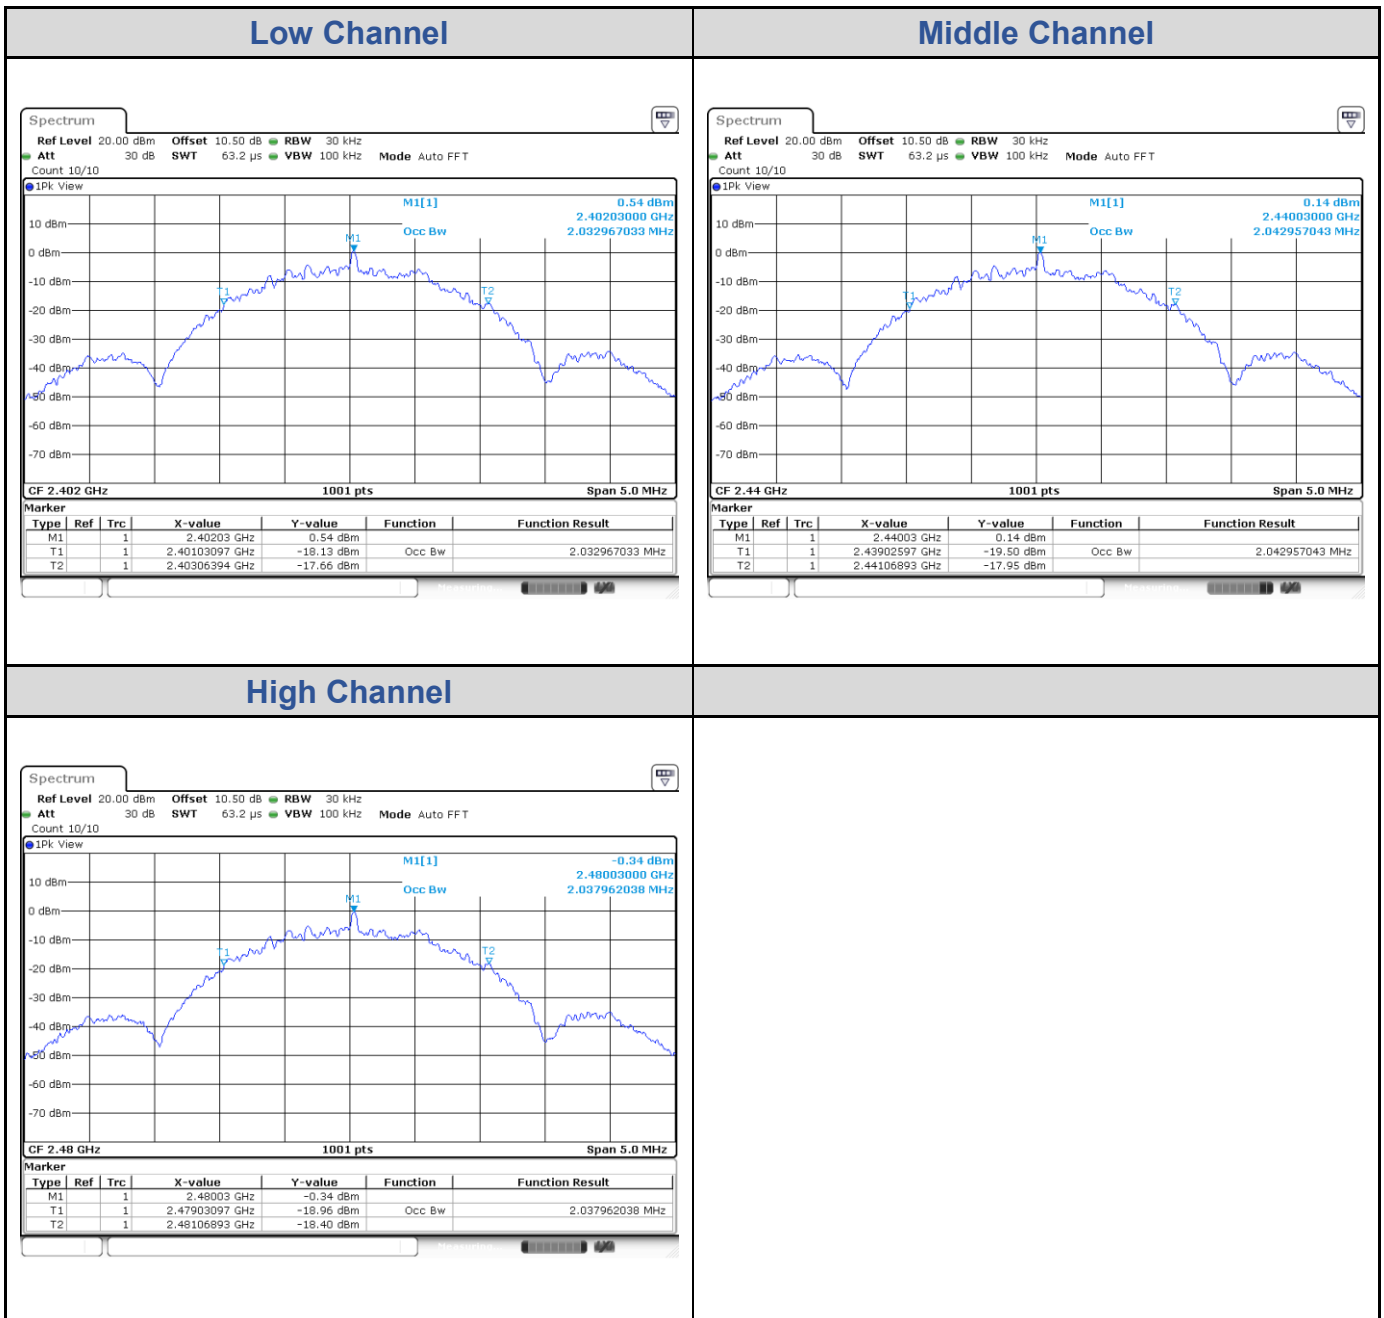 Low Channel
Middle Channel
Spectrum
Ref Level 20.00 dBm Offset 10.50 dB RBW 30 kHz
Att 30 dB SWT 63.2 µs VBW 100 kHz Mode Auto FFT
Count 10/10
1Pk View
M1[1] 0.54 dBm
2.40203000 GHz
Occ Bw 2.032967033 MHz
10 dBm
M1
0 dBm
-10 dBm
T1
T2
-20 dBm
-30 dBm
-40 dBm
-50 dBm
-60 dBm
-70 dBm
CF 2.402 GHz 1001 pts Span 5.0 MHz
Marker
Type Ref Trc X-value Y-value Function Function Result
M1 1 2.40203 GHz 0.54 dBm
T1 1 2.40103097 GHz -18.13 dBm Occ Bw 2.032967033 MHz
T2 1 2.40306394 GHz -17.66 dBm
Spectrum
Ref Level 20.00 dBm Offset 10.50 dB RBW 30 kHz
Att 30 dB SWT 63.2 µs VBW 100 kHz Mode Auto FFT
Count 10/10
1Pk View
M1[1] 0.14 dBm
2.44003000 GHz
Occ Bw 2.042957043 MHz
10 dBm
M1
0 dBm
-10 dBm
T1
T2
-20 dBm
-30 dBm
-40 dBm
-50 dBm
-60 dBm
-70 dBm
CF 2.44 GHz 1001 pts Span 5.0 MHz
Marker
Type Ref Trc X-value Y-value Function Function Result
M1 1 2.44003 GHz 0.14 dBm
T1 1 2.43902597 GHz -19.50 dBm Occ Bw 2.042957043 MHz
T2 1 2.44106893 GHz -17.95 dBm
High Channel
Spectrum
Ref Level 20.00 dBm Offset 10.50 dB RBW 30 kHz
Att 30 dB SWT 63.2 µs VBW 100 kHz Mode Auto FFT
Count 10/10
1Pk View
M1[1] -0.34 dBm
2.48003000 GHz
Occ Bw 2.037962038 MHz
10 dBm
M1
0 dBm
-10 dBm
T1
T2
-20 dBm
-30 dBm
-40 dBm
-50 dBm
-60 dBm
-70 dBm
CF 2.48 GHz 1001 pts Span 5.0 MHz
Marker
Type Ref Trc X-value Y-value Function Function Result
M1 1 2.48003 GHz -0.34 dBm
T1 1 2.47903097 GHz -18.96 dBm Occ Bw 2.037962038 MHz
T2 1 2.48106893 GHz -18.40 dBm